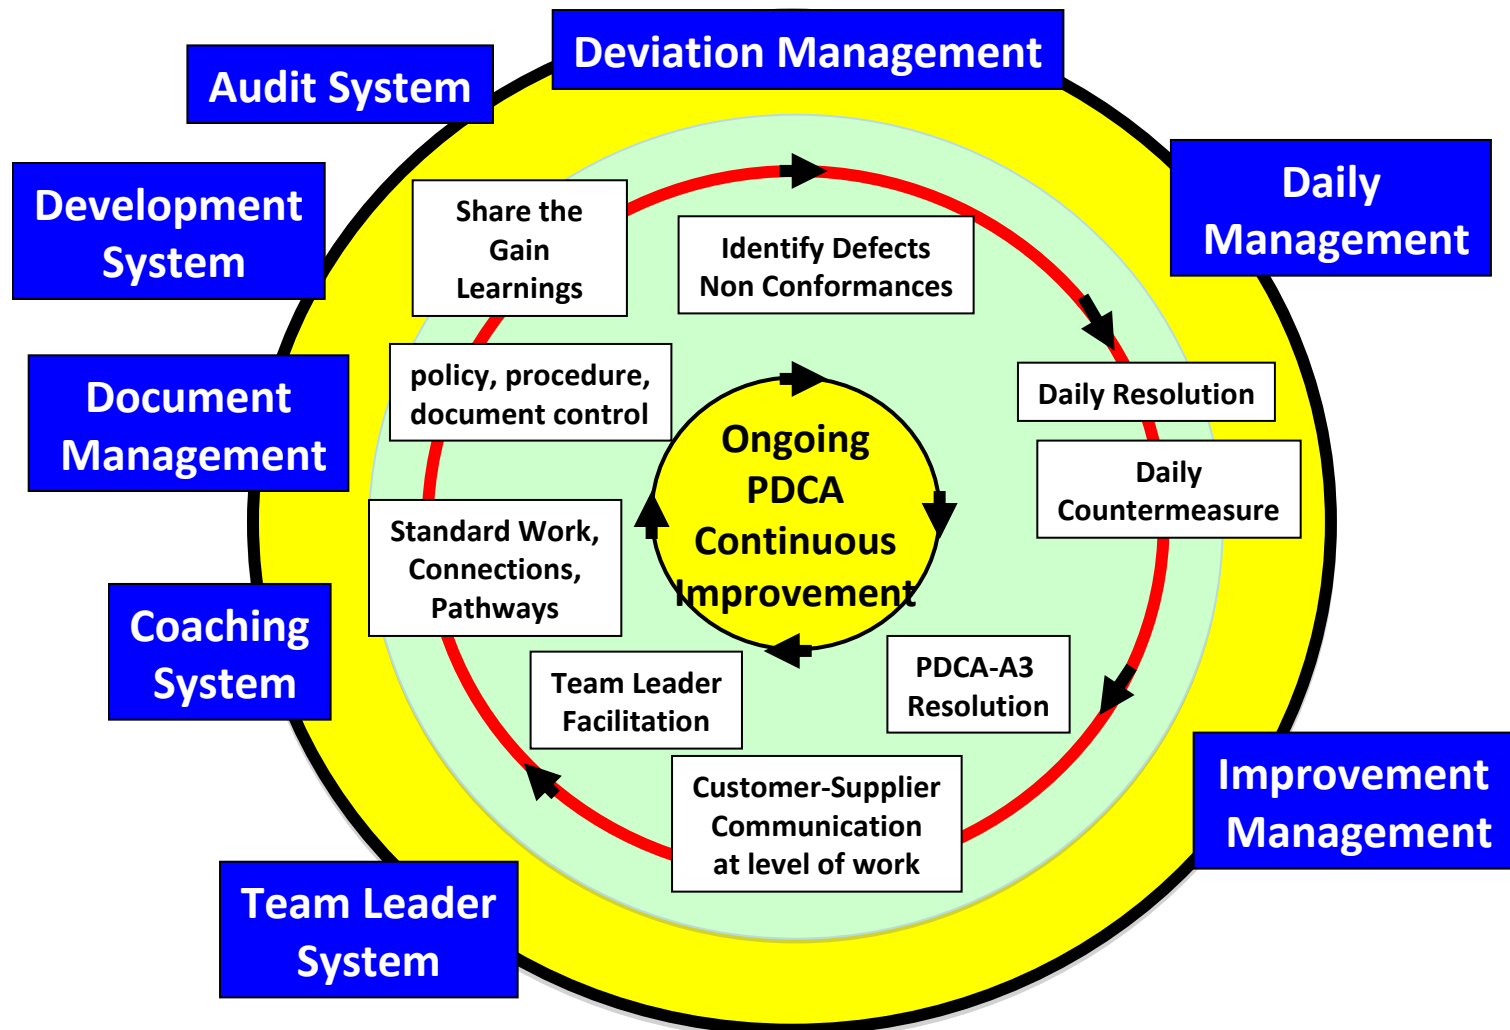 Deviation Management
Audit System
Daily
Management
Development
System
Share the
Gain
Learnings
Identify Defects
Non Conformances
Document
Management
policy, procedure,
document control
Daily Resolution
Daily
Countermeasure
Ongoing
PDCA
Continuous
Improvement
Standard Work,
Connections,
Pathways
Coaching
System
Team Leader
Facilitation
PDCA-A3
Resolution
Customer-Supplier
Communication
at level of work
Improvement
Management
Team Leader
System